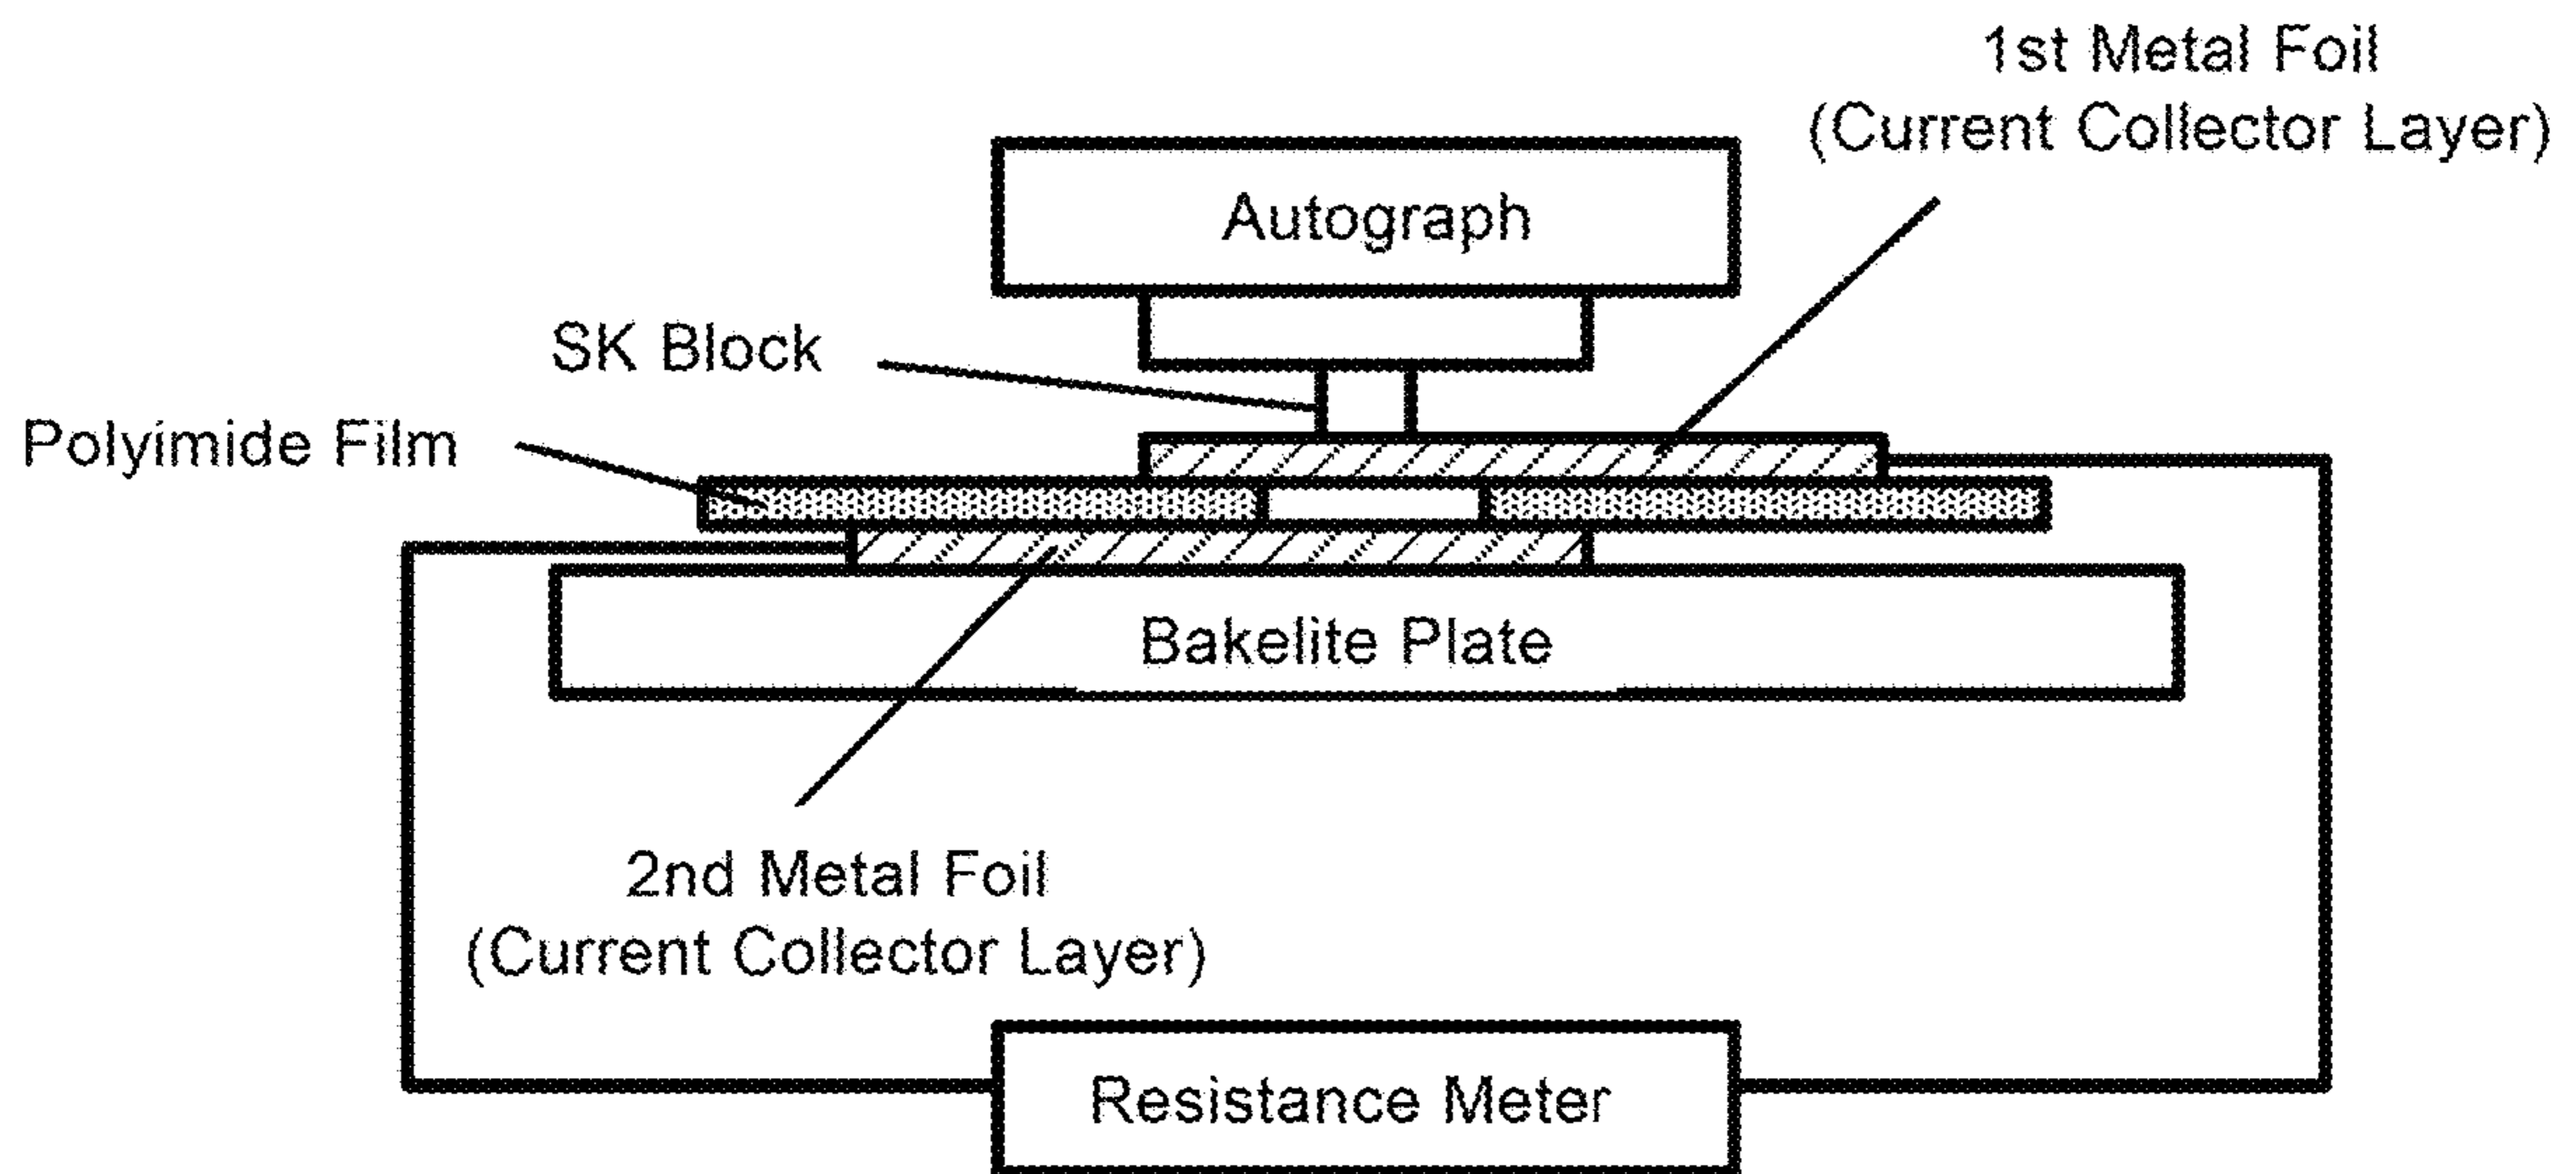 1st Metal Foil
(Current Collector Layer)
Autograph
SK Block
Polyimide Film
Bakelite Plate
2nd Metal Foil
(Current Collector Layer)
Resistance Meter